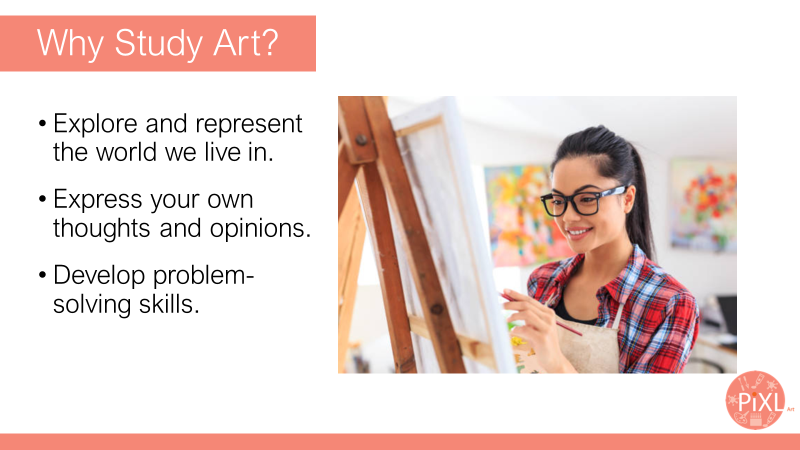 Why Study Art?
• Explore and represent
the world we live in.
• Express your own
thoughts and opinions.
• Develop problem-
solving skills.
PiXL
Art